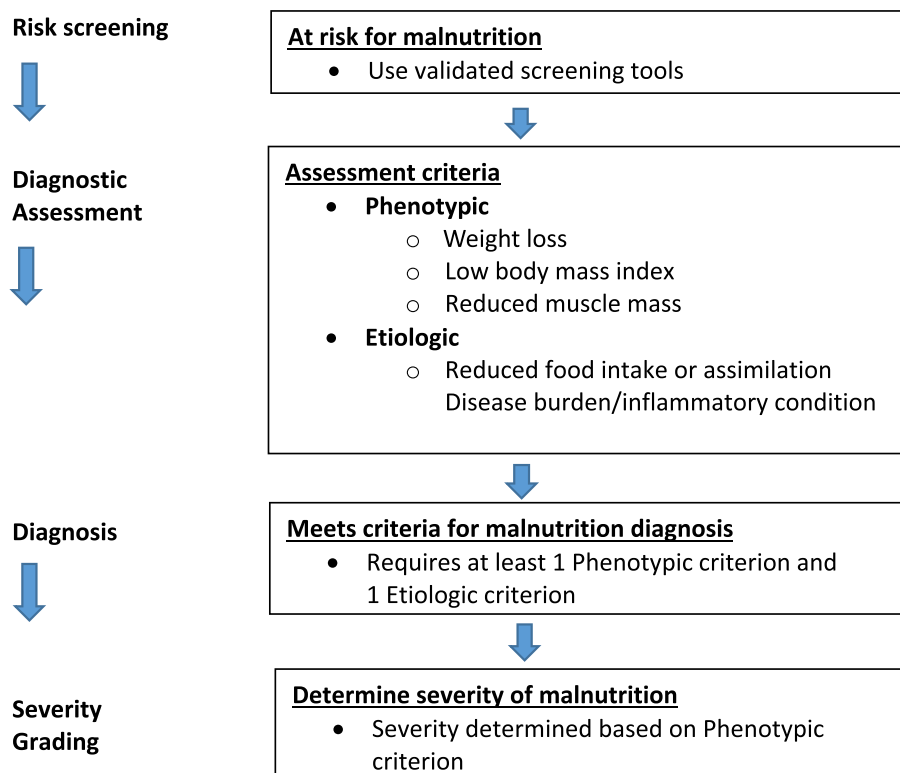 Risk screening
At risk for malnutrition
• Use validated screening tools
Diagnostic
Assessment
Assessment criteria
• Phenotypic
o Weight loss
o Low body mass index
o Reduced muscle mass
• Etiologic
o Reduced food intake or assimilation
Disease burden/inflammatory condition
Diagnosis
Meets criteria for malnutrition diagnosis
• Requires at least 1 Phenotypic criterion and
1 Etiologic criterion
Severity
Grading
Determine severity of malnutrition
• Severity determined based on Phenotypic
criterion